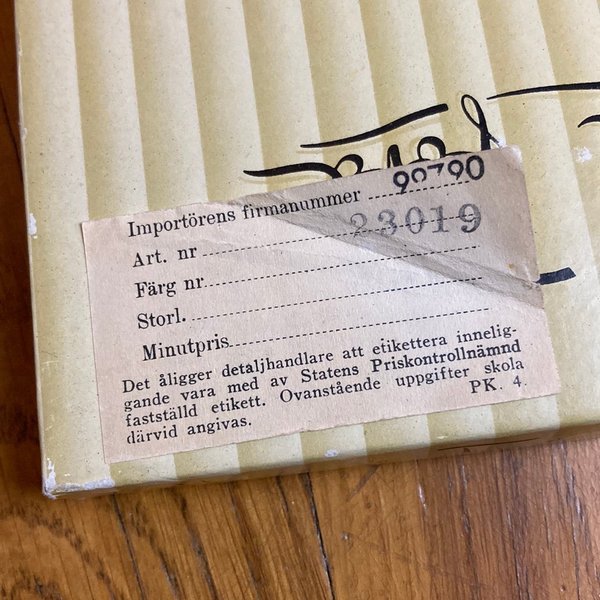 Importörens firmanummer
Art. nr 23019
Färg nr
Storl.
Minutpris
Det åligger detaljhandlare att etikettera innelig-
gande vara med av Statens Priskontrollnämnd
fastställd etikett. Ovanstående uppgifter skola
därvid angivas. PK. 4.